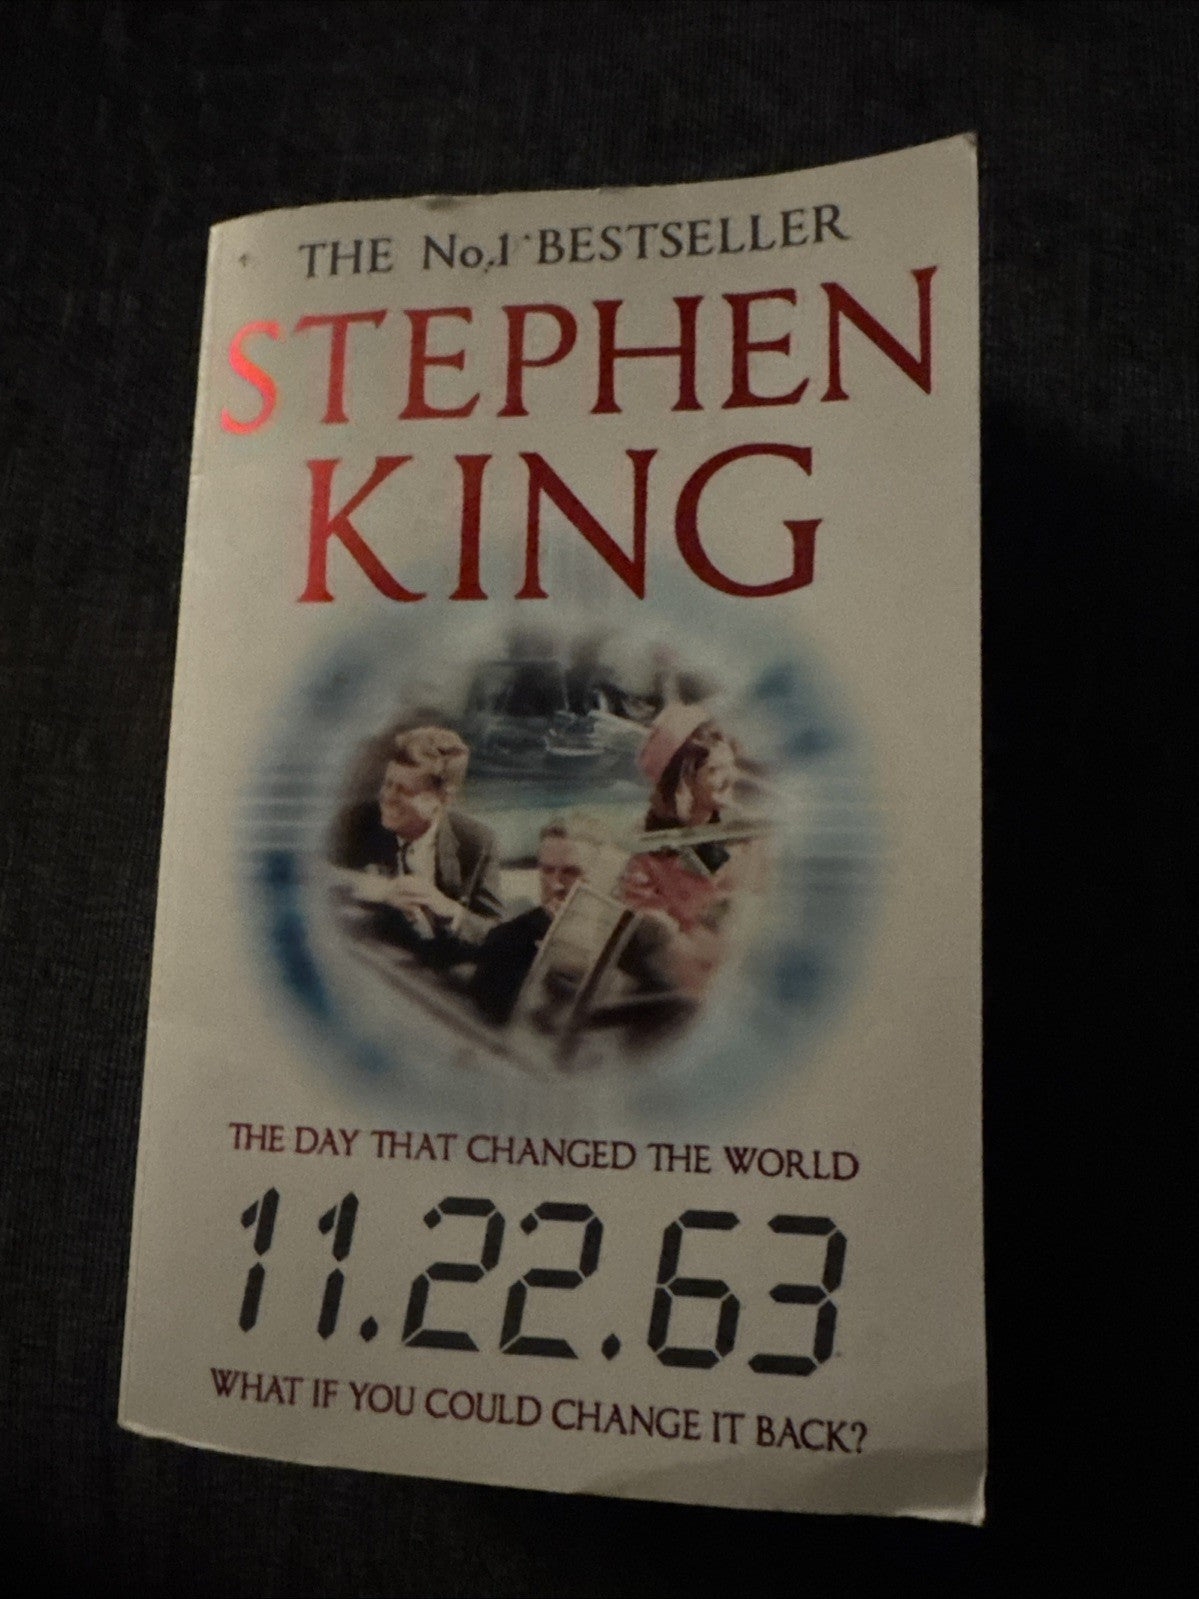 THE No.1 BESTSELLER
STEPHEN
KING
THE DAY THAT CHANGED THE WORLD
11.22.63
WHAT IF YOU COULD CHANGE IT BACK?